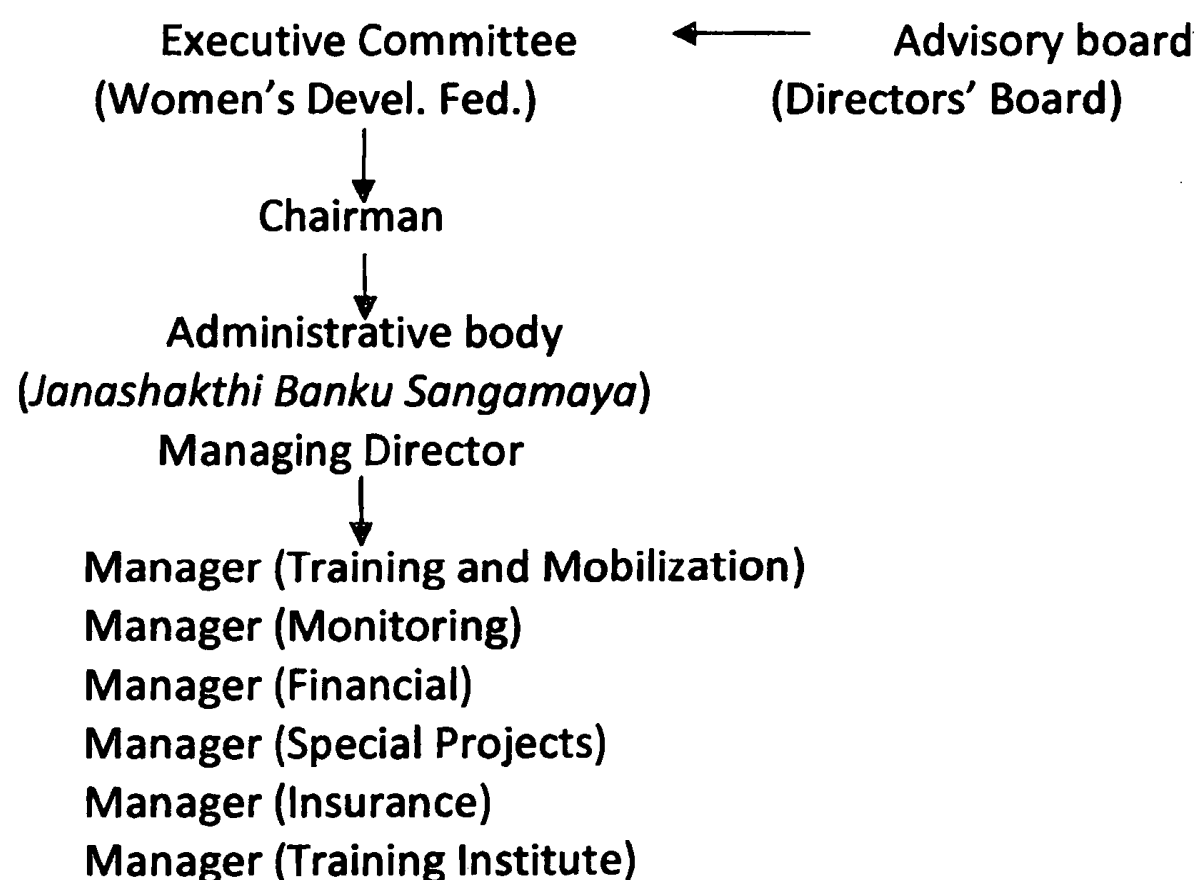 Executive Committee Advisory board
(Women's Devel. Fed.) (Directors' Board)
Chairman
Administrative body
(Janashakthi Banku Sangamaya)
Managing Director
Manager (Training and Mobilization)
Manager (Monitoring)
Manager (Financial)
Manager (Special Projects)
Manager (Insurance)
Manager (Training Institute)